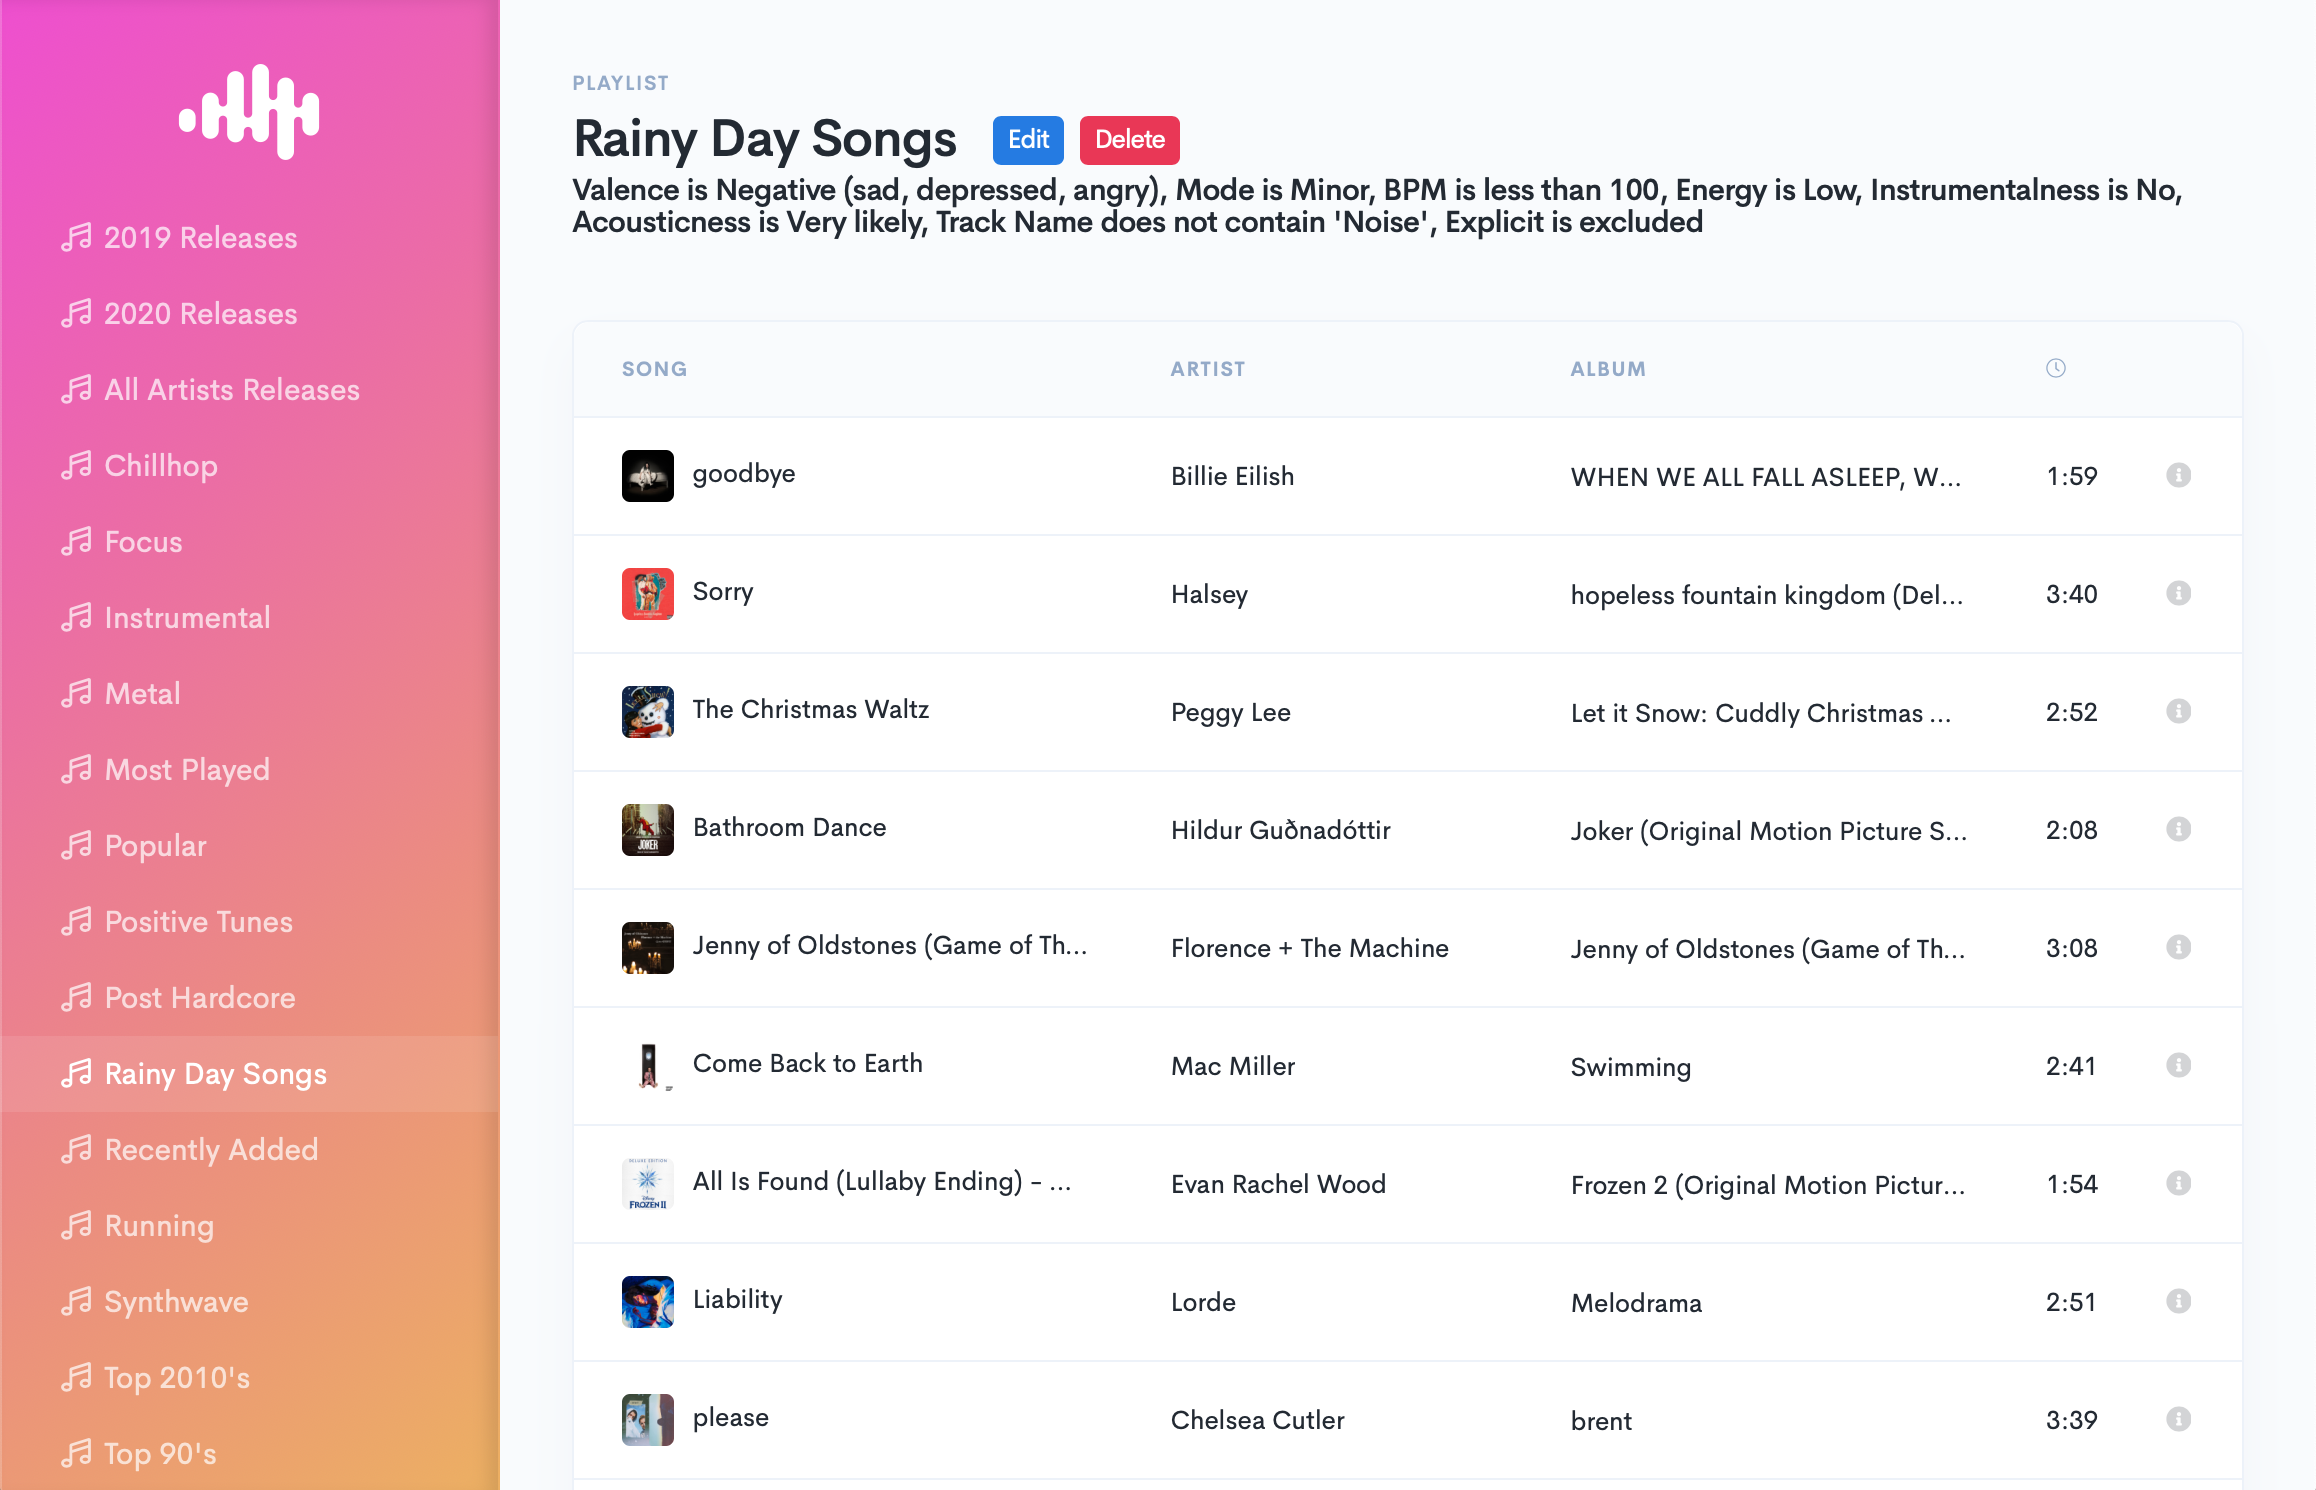 2019 Releases
2020 Releases
All Artists Releases
Chillhop
Focus
Instrumental
Metal
Most Played
Popular
Positive Tunes
Post Hardcore
Rainy Day Songs
Recently Added
Running
Synthwave
Top 2010's
Top 90's
PLAYLIST
Rainy Day Songs Edit Delete
Valence is Negative (sad, depressed, angry), Mode is Minor, BPM is less than 100, Energy is Low, Instrumentalness is No,
Acousticness is Very likely, Track Name does not contain 'Noise', Explicit is excluded
SONG ARTIST ALBUM
goodbye Billie Eilish WHEN WE ALL FALL ASLEEP, W... 1:59
Sorry Halsey hopeless fountain kingdom (Del... 3:40
The Christmas Waltz Peggy Lee Let it Snow: Cuddly Christmas ... 2:52
JOKER Bathroom Dance Hildur Guðnadóttir Joker (Original Motion Picture S... 2:08
Jenny of Oldstones (Game of Th... Florence + The Machine Jenny of Oldstones (Game of Th... 3:08
Come Back to Earth Mac Miller Swimming 2:41
DELUXE EDITION
Disney
FROZEN II
All Is Found (Lullaby Ending) - ... Evan Rachel Wood Frozen 2 (Original Motion Pictur... 1:54
Liability Lorde Melodrama 2:51
please Chelsea Cutler brent 3:39